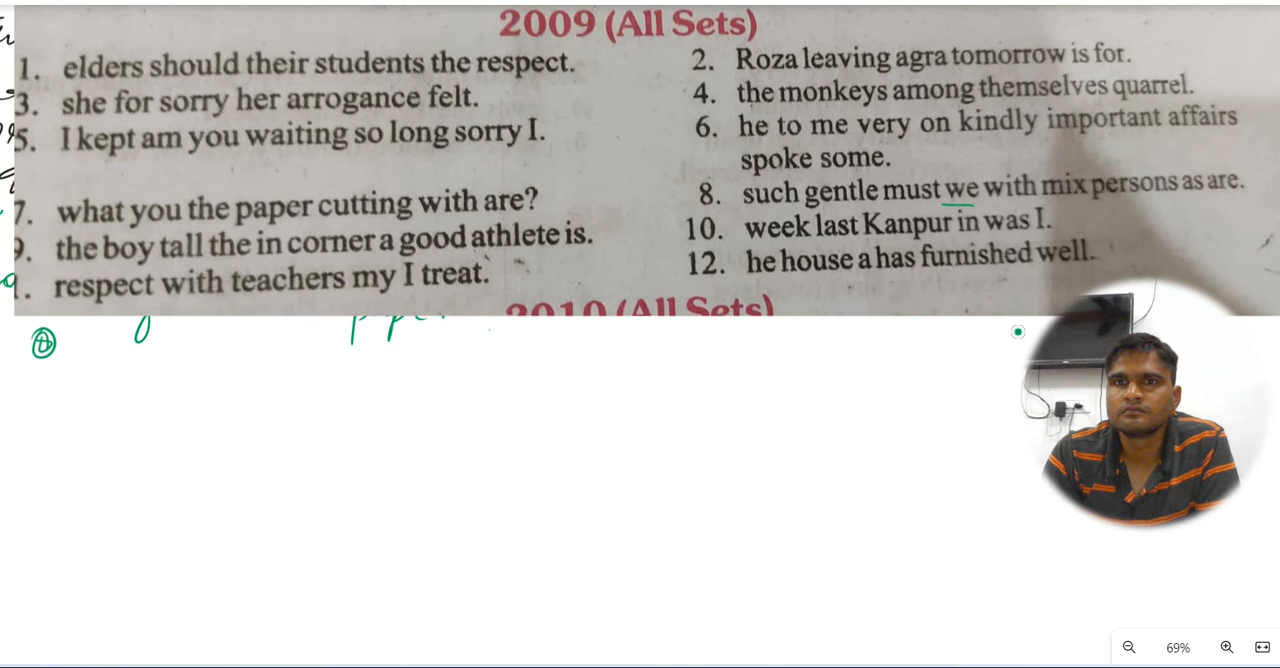 2009 (All Sets)
1. elders should their students the respect.
2. Roza leaving agra tomorrow is for.
3. she for sorry her arrogance felt.
4. the monkeys among themselves quarrel.
5. I kept am you waiting so long sorry I.
6. he to me very on kindly important affairs
spoke some.
7. what you the paper cutting with are?
8. such gentle must we with mix persons as are.
9. the boy tall the in corner a good athlete is.
10. week last Kanpur in was I.
. respect with teachers my I treat.
12. he house a has furnished well.
2010 (All Sets)
69%